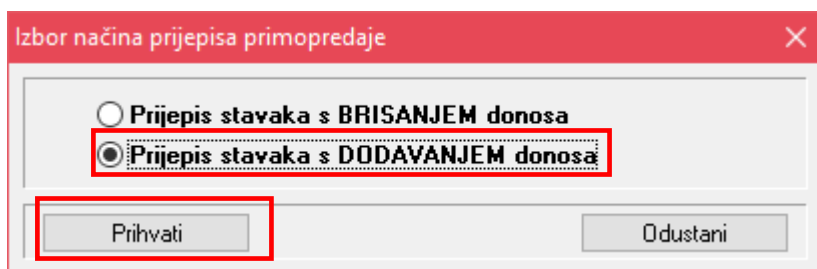 Izbor načina prijepisa primopredaje
Prijepis stavaka s BRISANJEM donosa
Prijepis stavaka s DODAVANJEM donosa
Prihvati
Odustani